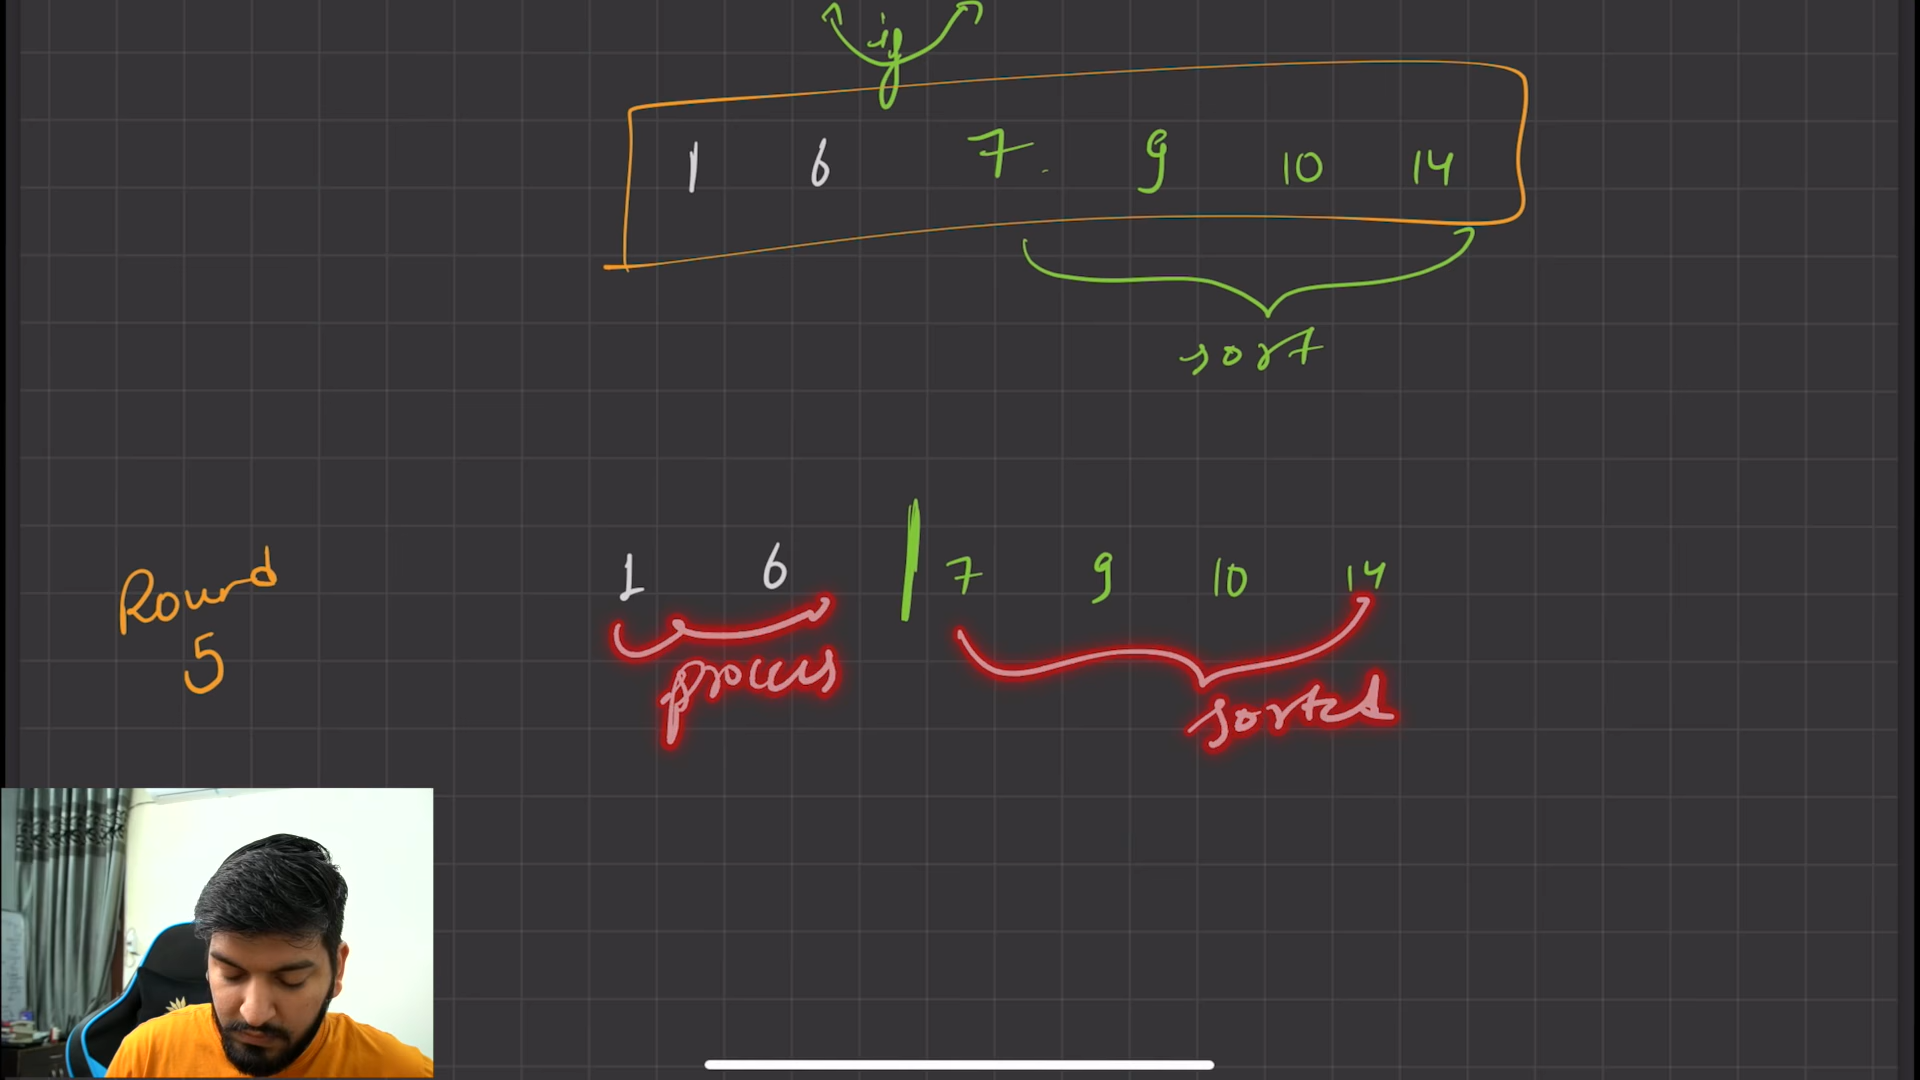 if
1 6 7 9 10 14
sort
Round
5
1 6 | 7 9 10 14
process
sorted